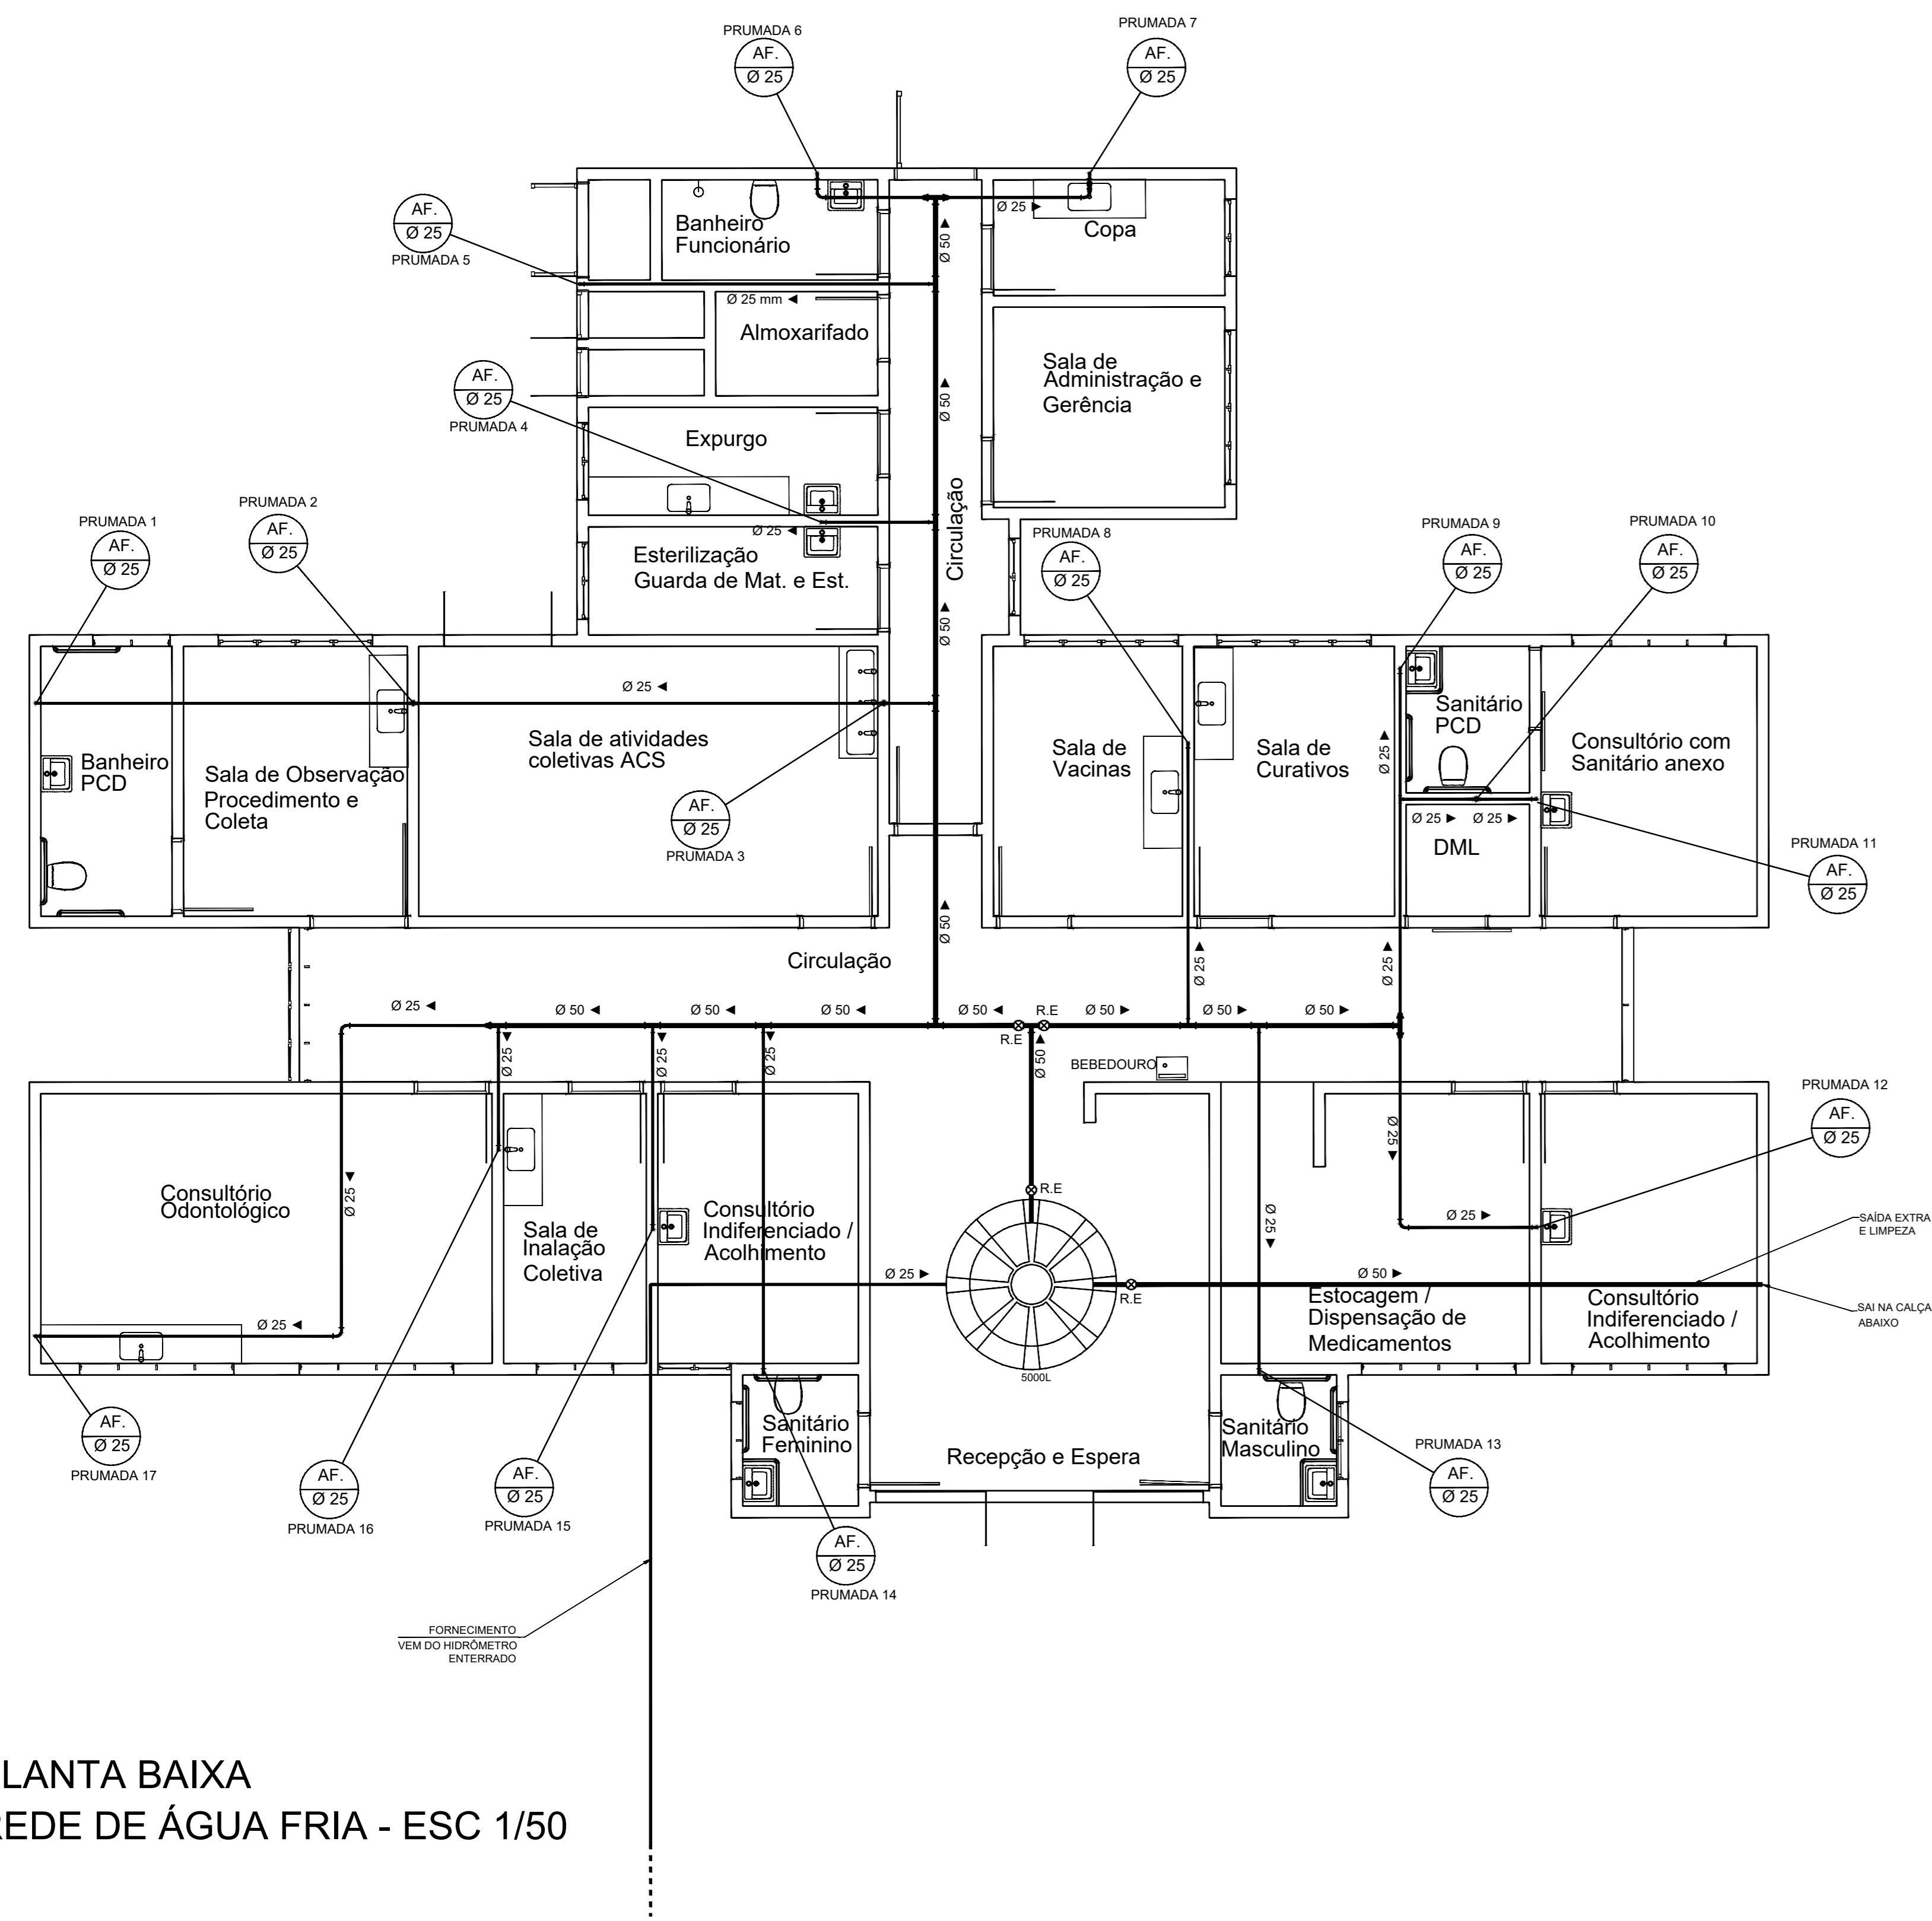 PRUMADA 6
AF.
Ø 25
PRUMADA 7
AF.
Ø 25
AF.
Ø 25
PRUMADA 5
Banheiro
Funcionário
Ø 50 ▲
Ø 25 ►
Copa
Ø 25 mm ◄
Almoxarifado
Sala de
Administração e
Gerência
AF.
Ø 25
PRUMADA 4
Ø 50 ▲
Expurgo
Circulação
Ø 25 ◄
Esterilização
Guarda de Mat. e Est.
Ø 50 ▲
PRUMADA 1
AF.
Ø 25
PRUMADA 2
AF.
Ø 25
PRUMADA 8
AF.
Ø 25
PRUMADA 9
AF.
Ø 25
PRUMADA 10
AF.
Ø 25
Ø 25 ◄
Banheiro
PCD
Sala de Observação
Procedimento e
Coleta
Sala de atividades
coletivas ACS
AF.
Ø 25
PRUMADA 3
Sala de
Vacinas
Sala de
Curativos
Ø 25 ▲
Sanitário
PCD
Consultório com
Sanitário anexo
Ø 25 ►
Ø 25 ►
DML
PRUMADA 11
AF.
Ø 25
Ø 50 ▲
Circulação
Ø 25 ▲
Ø 25 ▲
Ø 25 ◄
Ø 50 ◄
Ø 50 ◄
Ø 50 ◄
Ø 50 ◄
R.E
R.E
Ø 50 ►
Ø 50 ►
Ø 50 ►
Ø 25 ▼
Ø 25 ▼
Ø 25 ▼
Ø 50 ▲
BEBEDOURO
PRUMADA 12
AF.
Ø 25
Ø 25 ▼
Consultório
Odontológico
Ø 25 ▼
Sala de
Inalação
Coletiva
Consultório
Indiferenciado /
Acolhimento
R.E
Ø 25 ▼
Ø 25 ►
SAÍDA EXTRA
E LIMPEZA
Ø 25 ►
Ø 50 ►
R.E
Estocagem /
Dispensação de
Medicamentos
Consultório
Indiferenciado /
Acolhimento
SAI NA CALÇA
ABAIXO
Ø 25 ◄
5000L
AF.
Ø 25
PRUMADA 17
AF.
Ø 25
PRUMADA 16
AF.
Ø 25
PRUMADA 15
Sanitário
Feminino
Recepção e Espera
Sanitário
Masculino
PRUMADA 13
AF.
Ø 25
AF.
Ø 25
PRUMADA 14
FORNECIMENTO
VEM DO HIDRÔMETRO
ENTERRADO
LANTA BAIXA
REDE DE ÁGUA FRIA - ESC 1/50